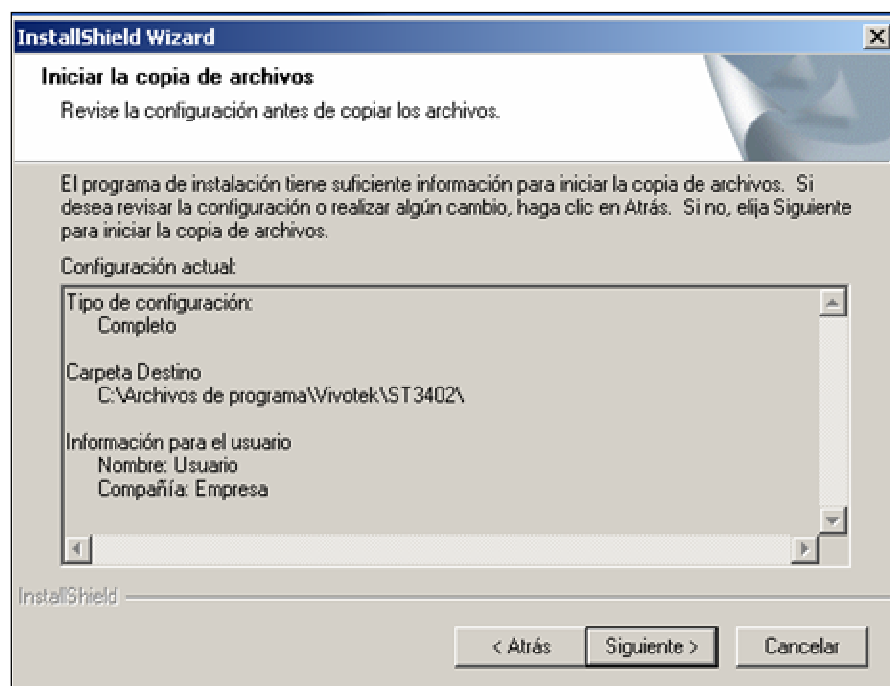 InstallShield Wizard
Iniciar la copia de archivos
Revise la configuración antes de copiar los archivos.
El programa de instalación tiene suficiente información para iniciar la copia de archivos. Si
desea revisar la configuración o realizar algún cambio, haga clic en Atrás. Si no, elija Siguiente
para iniciar la copia de archivos.
Configuración actual:
Tipo de configuración:
Completo
Carpeta Destino
C:\Archivos de programa\Vivotek\ST3402\
Información para el usuario
Nombre: Usuario
Compañía: Empresa
InstallShield
< Atrás
Siguiente >
Cancelar